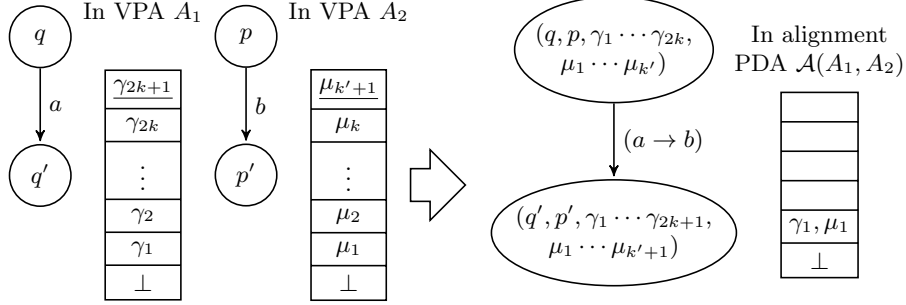 In VPA A₁
q
a
q′
γ₂ₖ₊₁
γ₂ₖ
⋮
γ₂
γ₁
⊥
In VPA A₂
p
b
p′
μₖ′₊₁
μₖ
⋮
μ₂
μ₁
⊥
(q, p, γ₁ ⋯ γ₂ₖ,
μ₁ ⋯ μₖ′)
(a → b)
(q′, p′, γ₁ ⋯ γ₂ₖ₊₁,
μ₁ ⋯ μₖ′₊₁)
In alignment
PDA 𝒜(A₁, A₂)
γ₁, μ₁
⊥